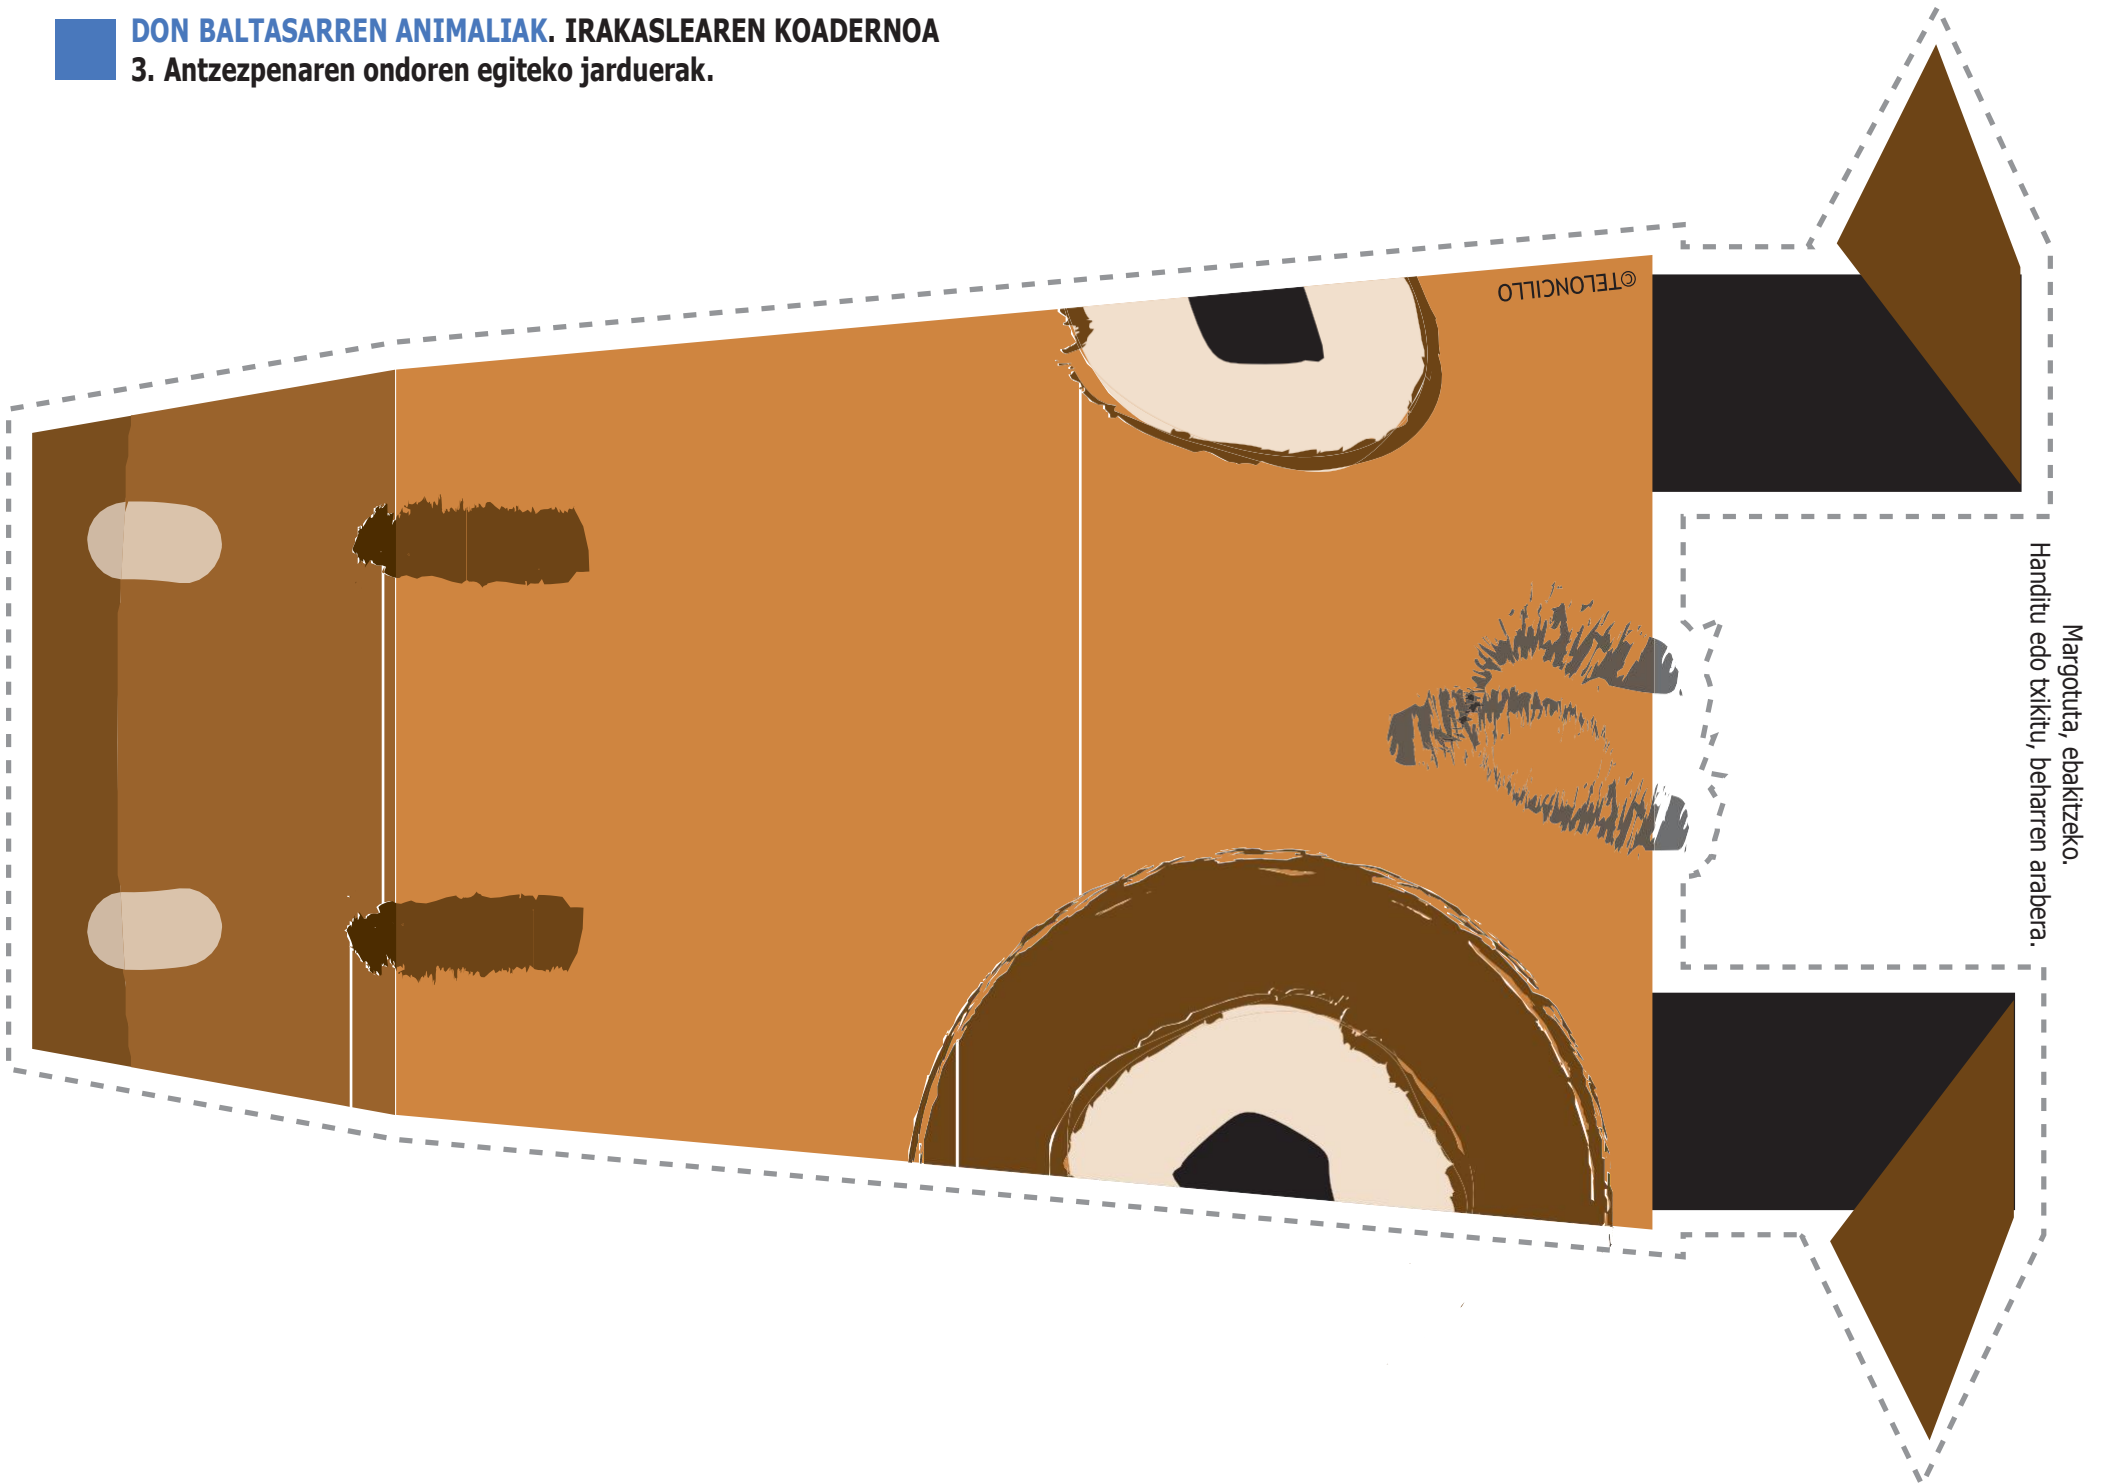 DON BALTASARREN ANIMALIAK. IRAKASLEAREN KOADERNOA
3. Antzezpenaren ondoren egiteko jarduerak.
©TELONCILLO
Margotuta, ebakitzeko.
Handitu edo txikitu, beharren arabera.